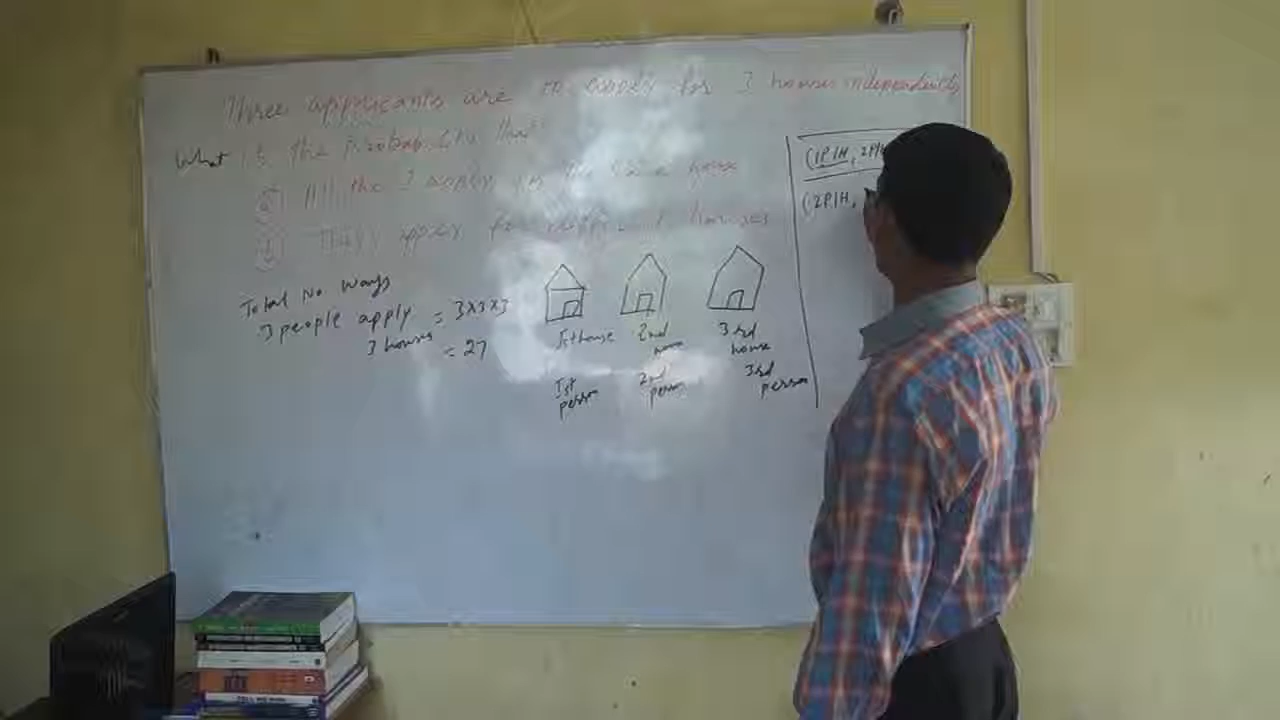 Three applicants are to apply for 3 houses independently
What is the Probability that
All the 3 apply for the same house
They apply for different houses
Total No Ways
3 people apply = 3x3x3
3 houses = 27
1st house 2nd house 3rd house
1st person 2nd person 3rd person
(1P1H, 2P1H
(2P1H,